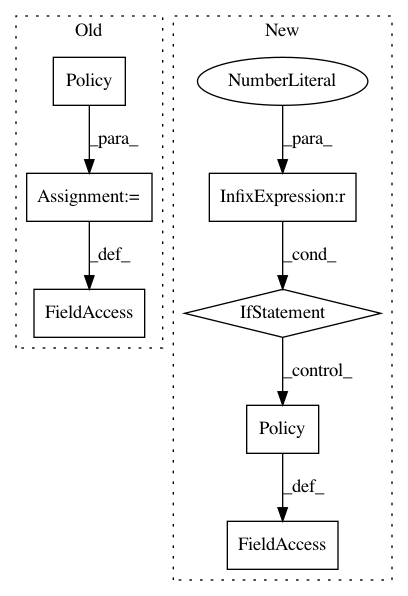 Old
Policy
_para_
Assignment:=
_def_
FieldAccess
New
NumberLiteral
_para_
InfixExpression:r
_cond_
IfStatement
_control_
Policy
_def_
FieldAccess